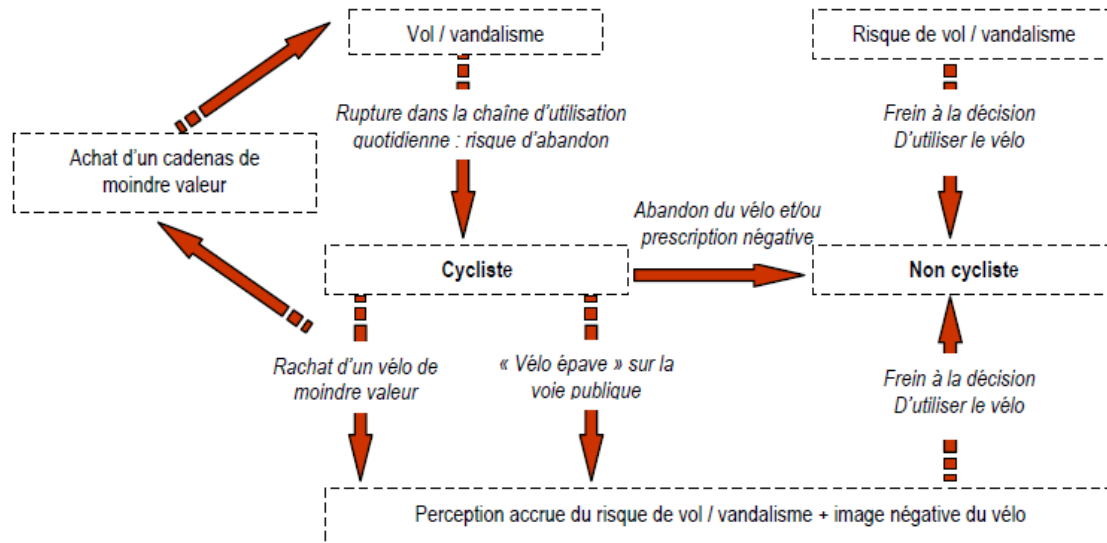 Vol / vandalisme
Risque de vol / vandalisme
Rupture dans la chaîne d'utilisation
quotidienne : risque d'abandon
Frein à la décision
D'utiliser le vélo
Achat d'un cadenas de
moindre valeur
Abandon du vélo et/ou
prescription négative
Cycliste
Non cycliste
Rachat d'un vélo de
moindre valeur
« Vélo épave » sur la
voie publique
Frein à la décision
D'utiliser le vélo
Perception accrue du risque de vol / vandalisme + image négative du vélo